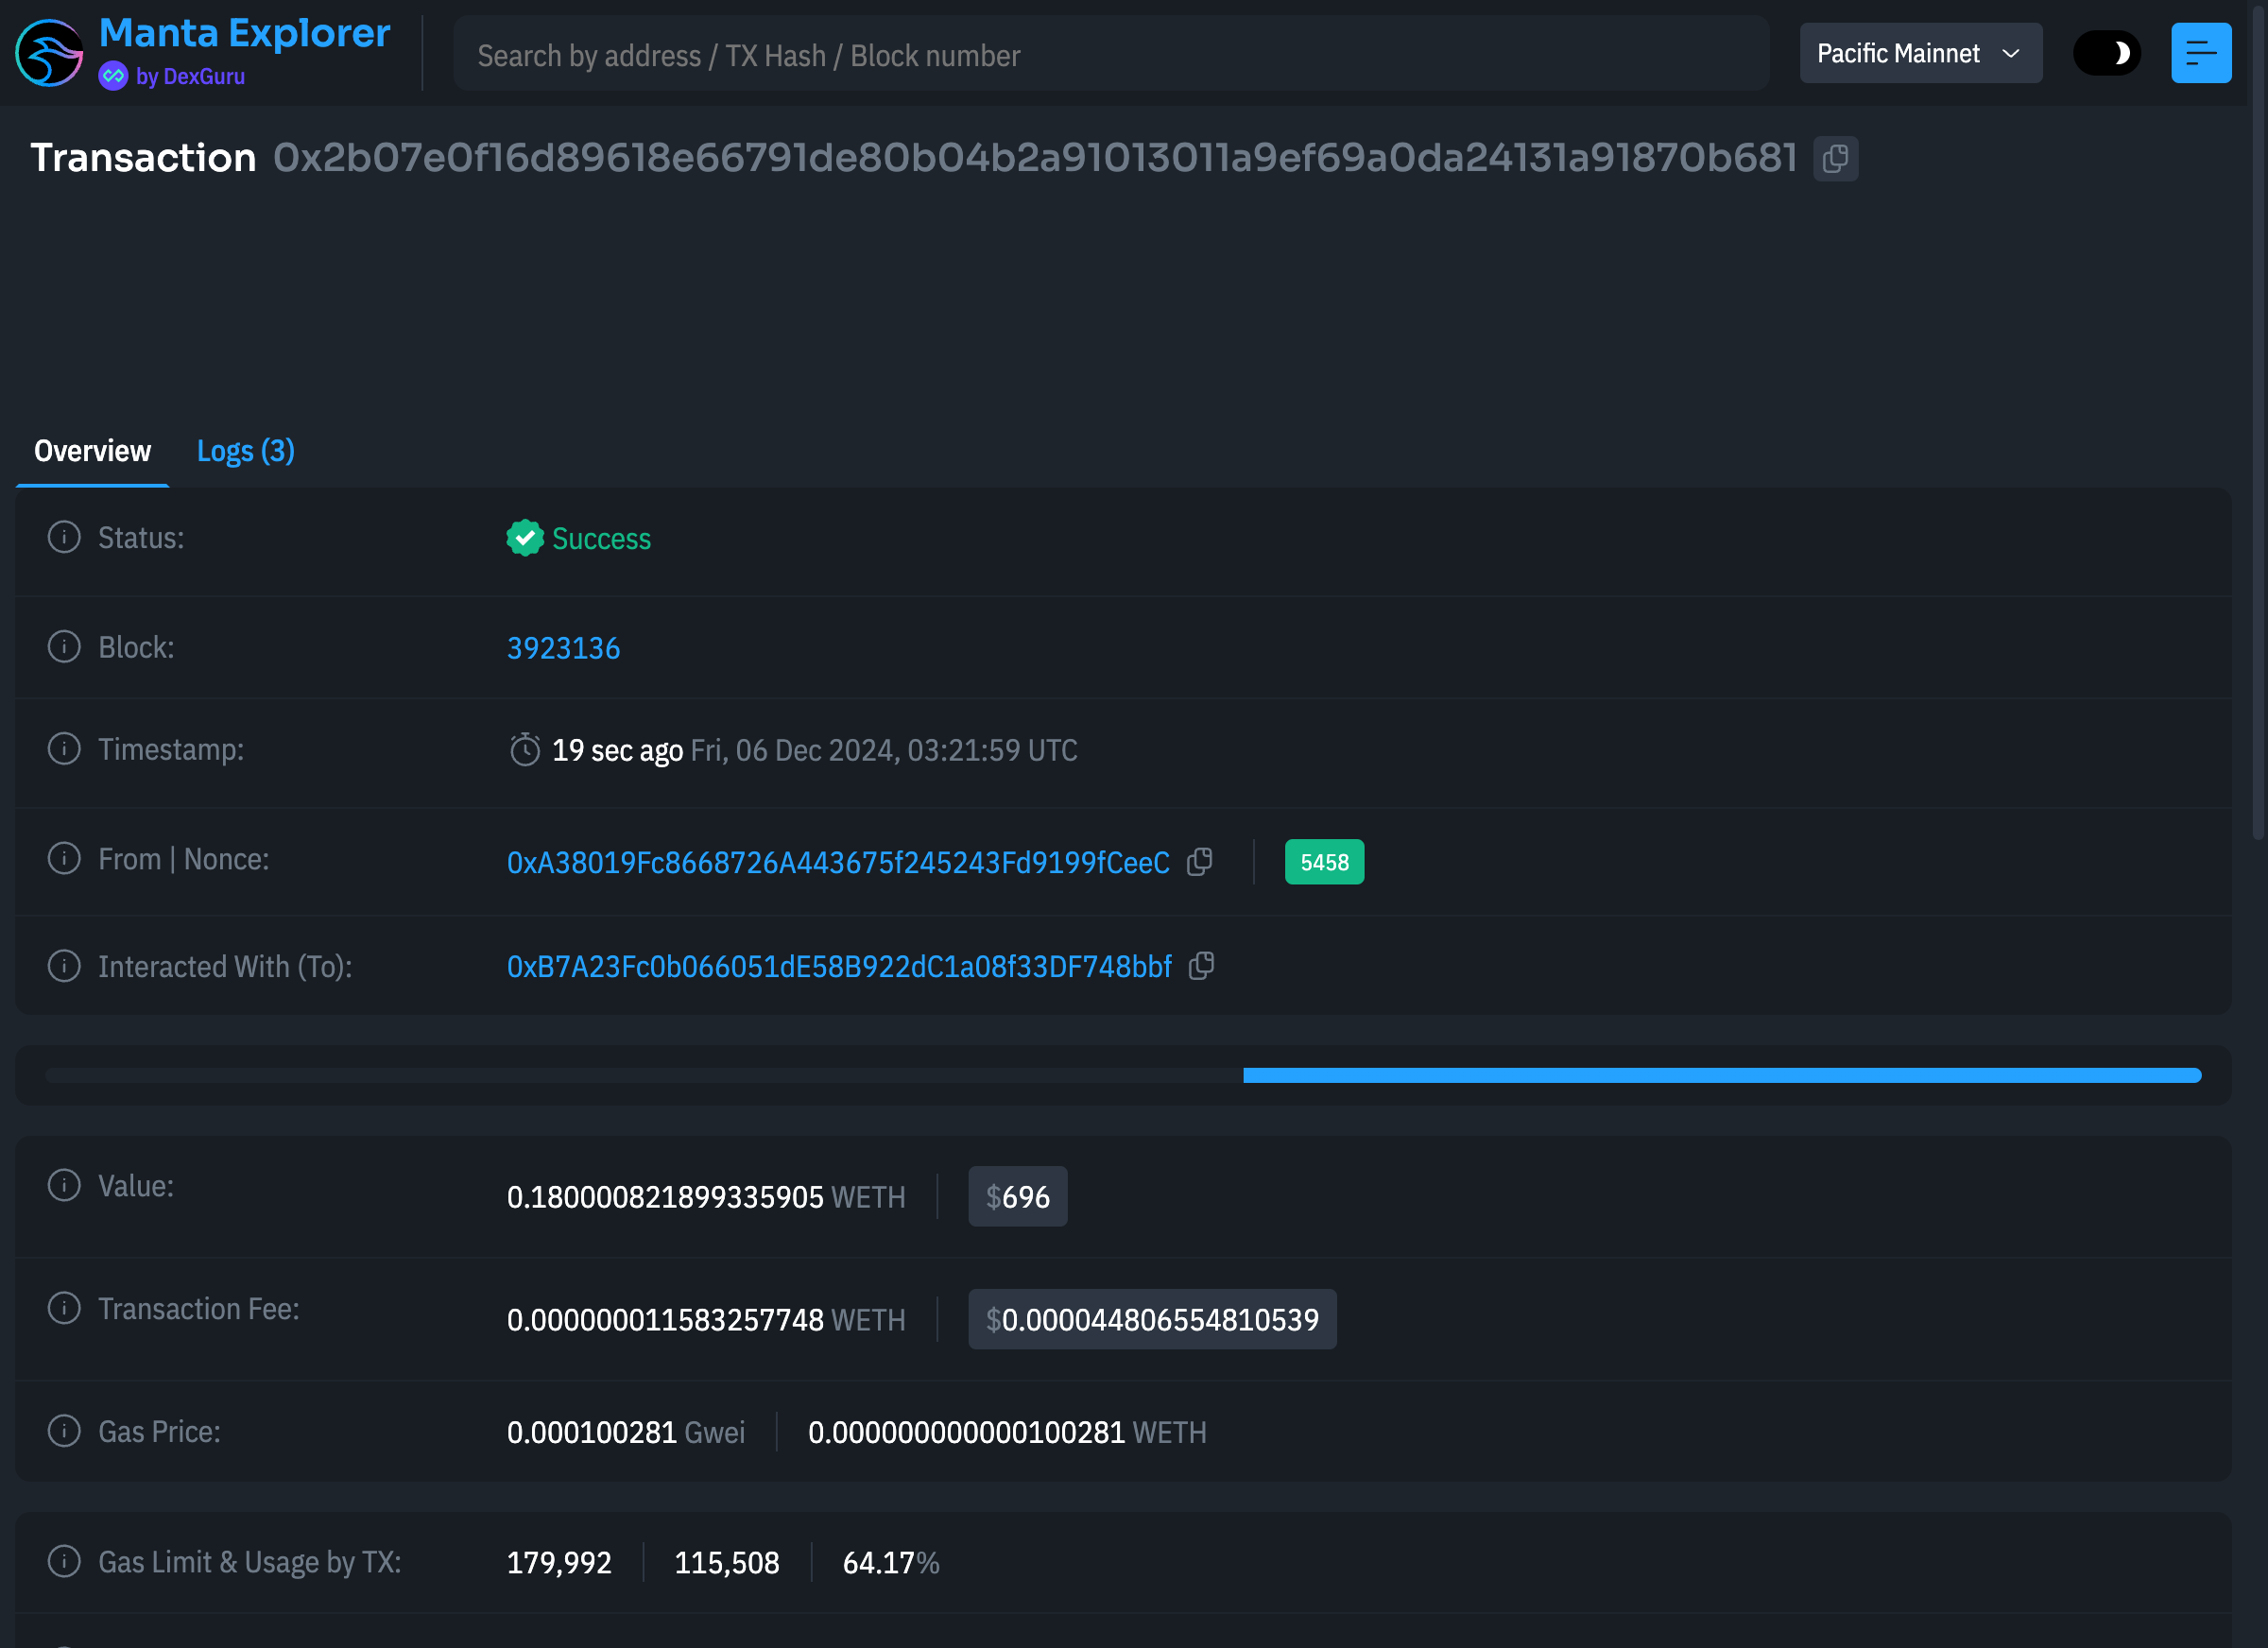 Manta Explorer
by DexGuru
Search by address / TX Hash / Block number
Pacific Mainnet
Transaction 0x2b07e0f16d89618e66791de80b04b2a91013011a9ef69a0da24131a91870b681
Overview Logs (3)
Status: Success
Block: 3923136
Timestamp: 19 sec ago Fri, 06 Dec 2024, 03:21:59 UTC
From | Nonce: 0xA38019Fc8668726A443675f245243Fd9199fCeeC 5458
Interacted With (To): 0xB7A23Fc0b066051dE58B922dC1a08f33DF748bbf
Value: 0.180000821899335905 WETH $696
Transaction Fee: 0.000000011583257748 WETH $0.000044806554810539
Gas Price: 0.000100281 Gwei 0.000000000000100281 WETH
Gas Limit & Usage by TX: 179,992 115,508 64.17%